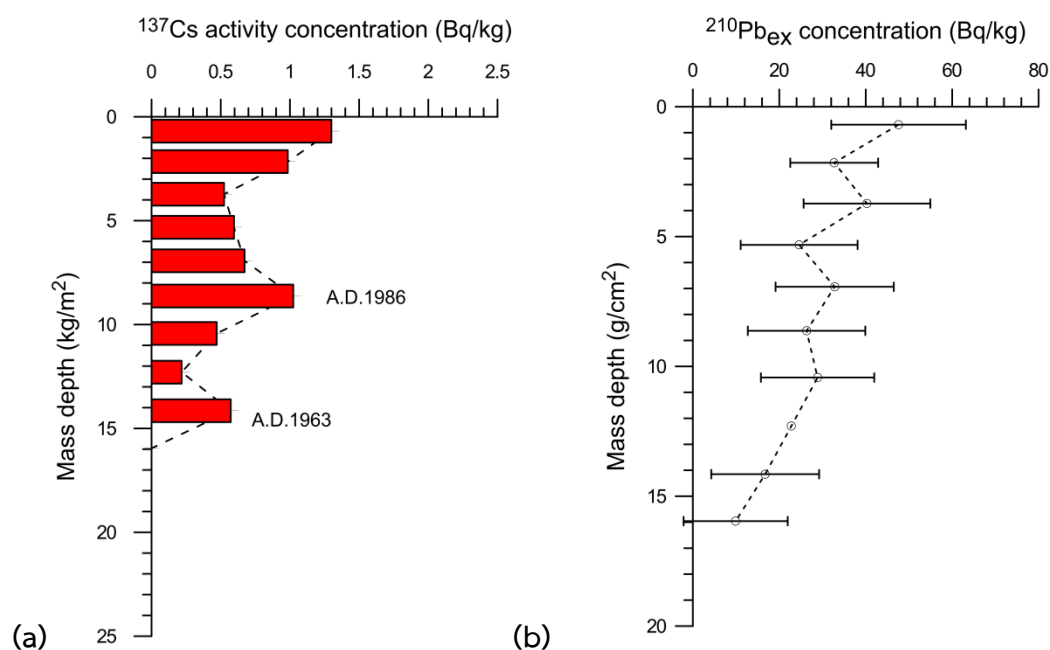 ¹³⁷Cs activity concentration (Bq/kg)
0 0.5 1 1.5 2 2.5
0
5
10
15
20
25
Mass depth (kg/m²)
A.D.1986
A.D.1963
(a)
²¹⁰Pbex concentration (Bq/kg)
0 20 40 60 80
0
5
10
15
20
Mass depth (g/cm²)
(b)